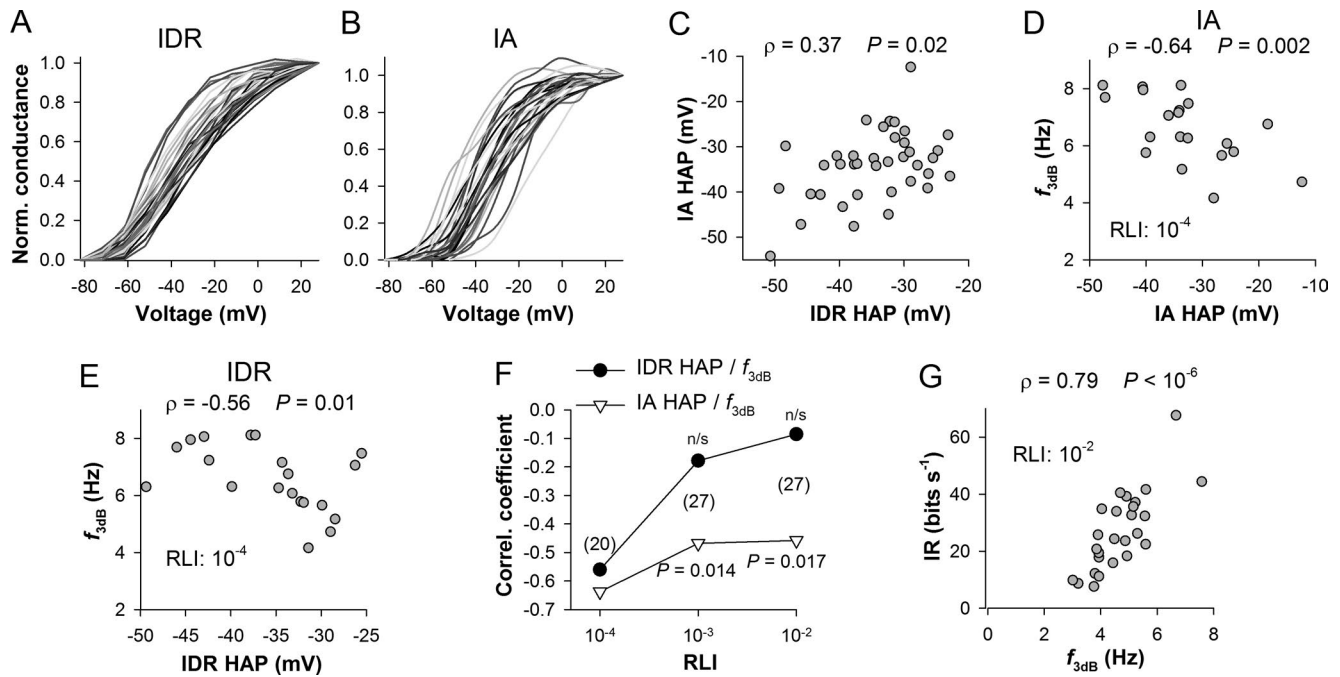 A
IDR
Norm. conductance
1.0
0.8
0.6
0.4
0.2
0.0
-80 -60 -40 -20 0 20
Voltage (mV)
B
IA
1.0
0.8
0.6
0.4
0.2
0.0
-80 -60 -40 -20 0 20
Voltage (mV)
C
ρ = 0.37 P = 0.02
IA HAP (mV)
-10
-20
-30
-40
-50
-50 -40 -30 -20
IDR HAP (mV)
D
IA
ρ = -0.64 P = 0.002
f3dB (Hz)
8
6
4
2
RLI: 10-4
-50 -40 -30 -20 -10
IA HAP (mV)
E
IDR
ρ = -0.56 P = 0.01
f3dB (Hz)
8
6
4
2
RLI: 10-4
-50 -45 -40 -35 -30 -25
IDR HAP (mV)
F
IDR HAP / f3dB
IA HAP / f3dB
Correl. coefficient
0.0
-0.1
-0.2
-0.3
-0.4
-0.5
-0.6
-0.7
n/s
n/s
(20)
(27)
(27)
P = 0.014
P = 0.017
10-4 10-3 10-2
RLI
G
ρ = 0.79 P < 10-6
RLI: 10-2
IR (bits s-1)
60
40
20
0
0 2 4 6 8
f3dB (Hz)